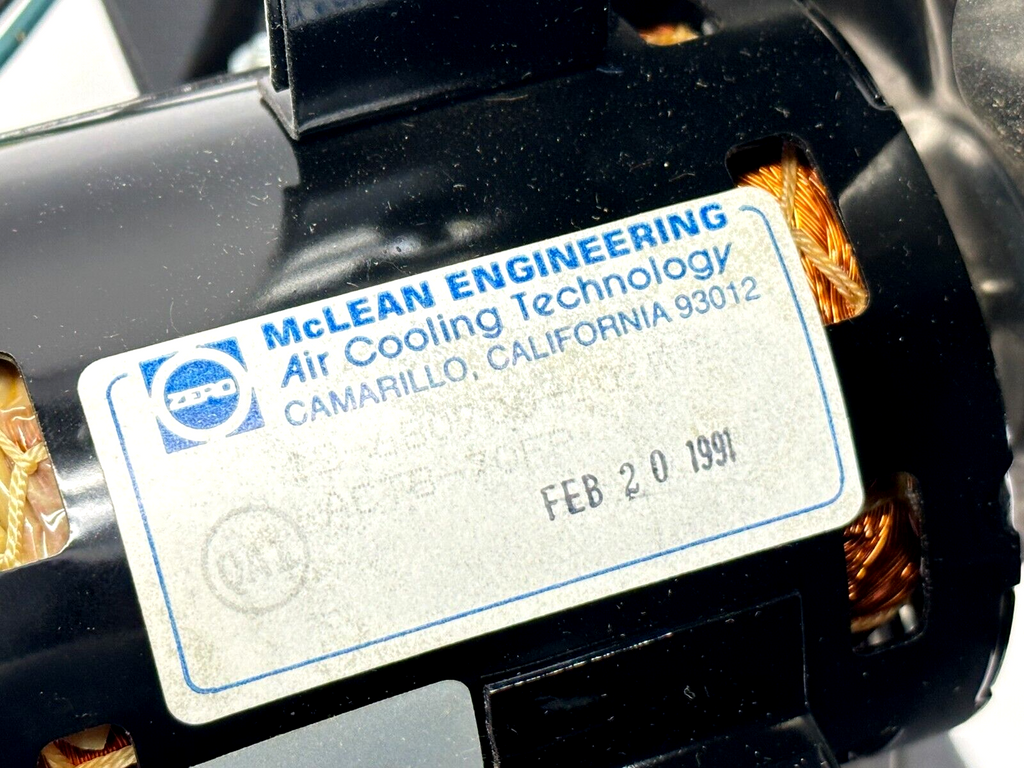 McLEAN ENGINEERING
Air Cooling Technology
CAMARILLO, CALIFORNIA 93012
ZERO
FEB 20 1991